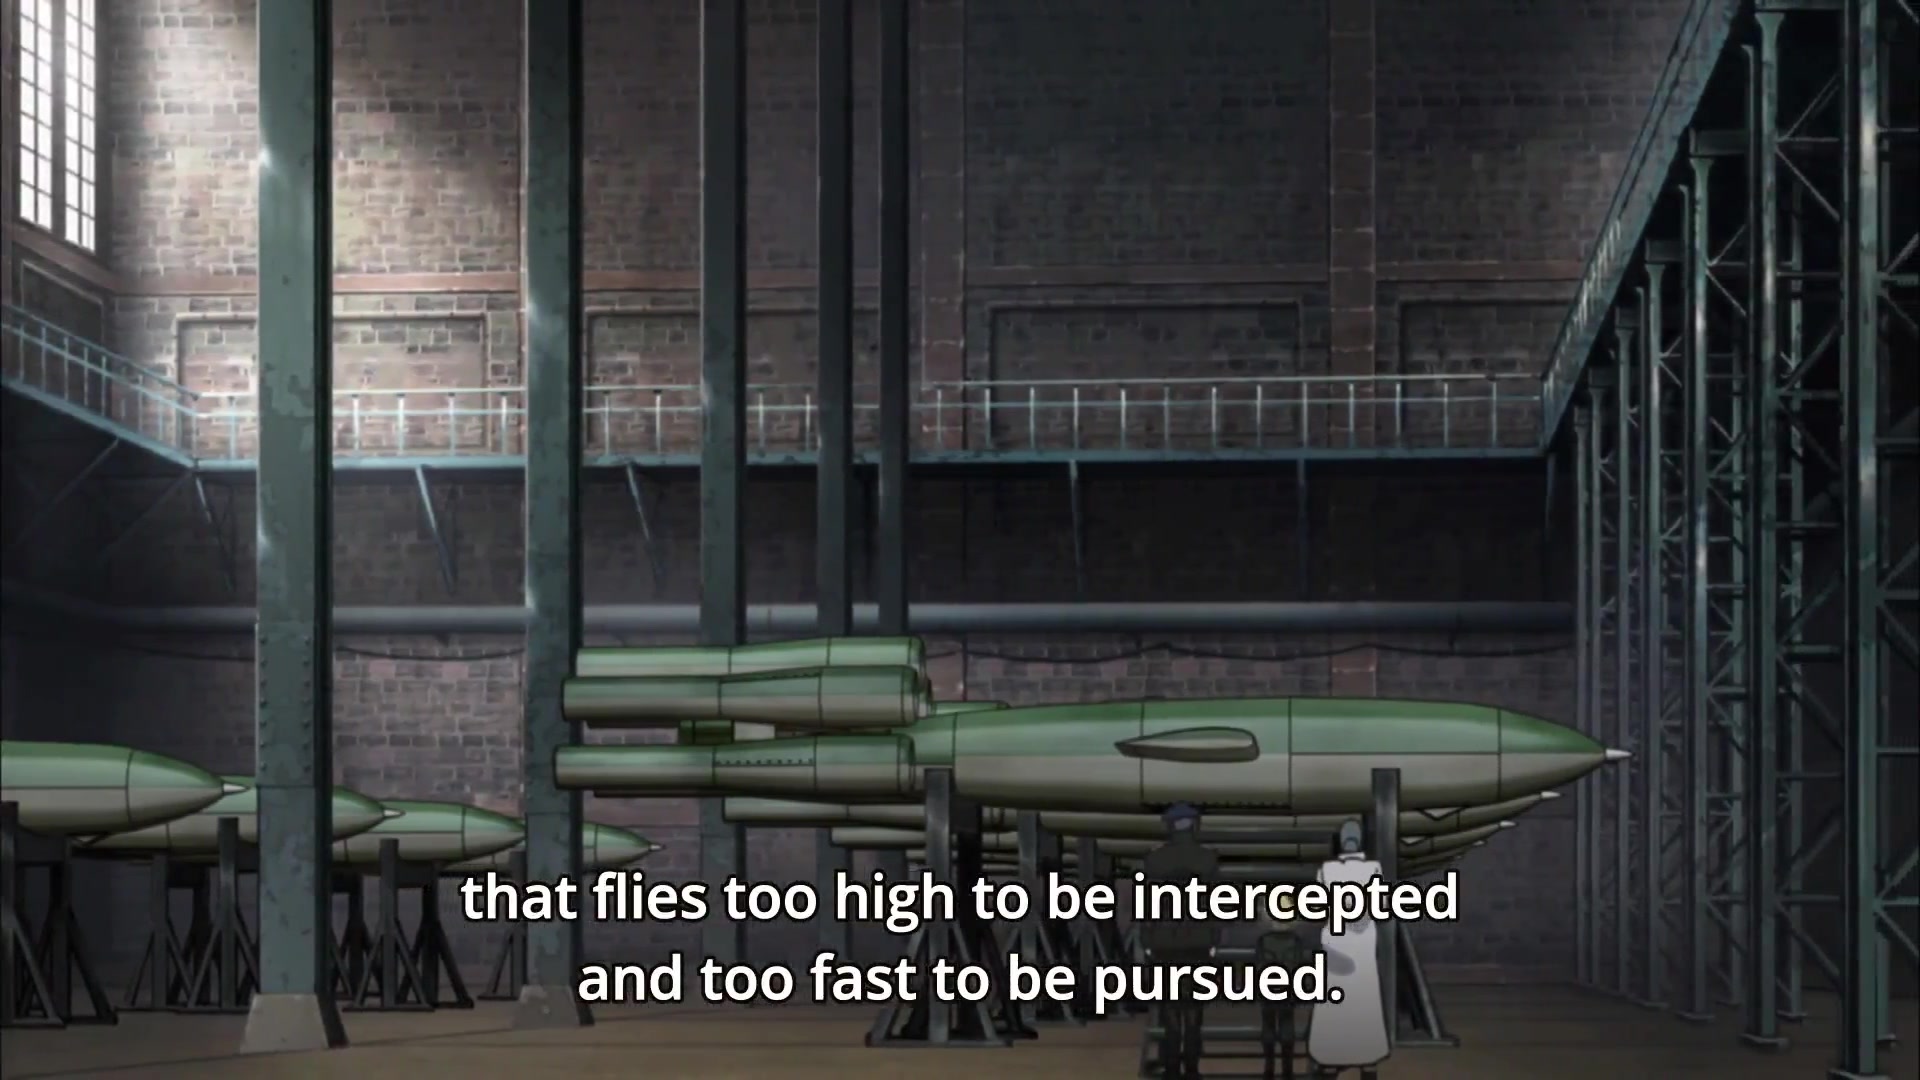 that flies too high to be intercepted
and too fast to be pursued.